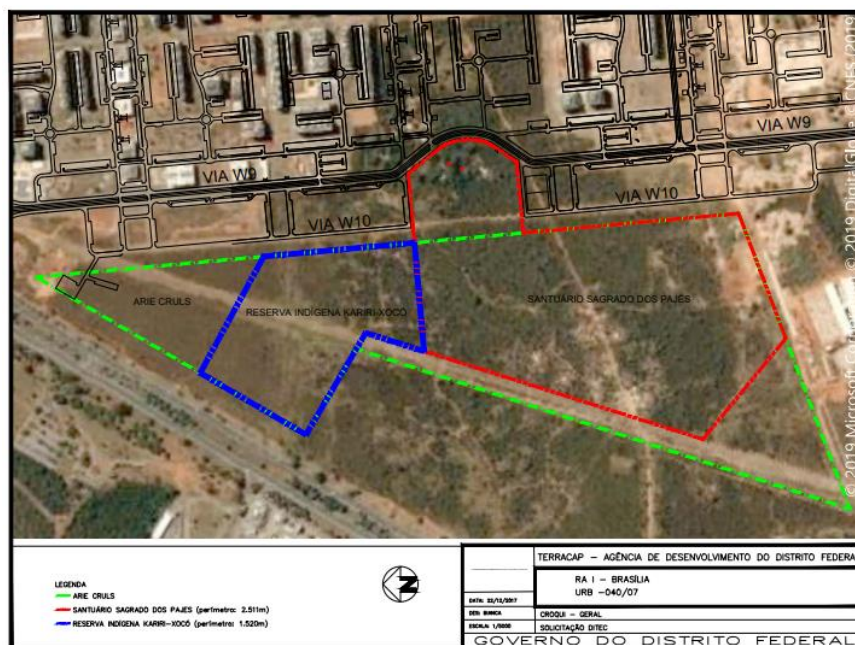 VIA W9
VIA W9
VIA W10
VIA W10
ARIE CRULS
RESERVA INDÍGENA KARIRI-XOCÓ
SANTUÁRIO SAGRADO DOS PAJÉS
© 2019 Microsoft Corporation © 2019 DigitalGlobe © CNES (2019)
LEGENDA
ARIE CRULS
SANTUÁRIO SAGRADO DOS PAJES (perímetro: 2.511m)
RESERVA INDÍGENA KARIRI-XOCÓ (perímetro: 1.520m)
N
TERRACAP - AGÊNCIA DE DESENVOLVIMENTO DO DISTRITO FEDERA
RA I - BRASÍLIA
URB -040/07
DATA: 22/12/2017
DES: BIANCA
CROQUI - GERAL
ESCALA: 1/5000
SOLICITAÇÃO DITEC
GOVERNO DO DISTRITO FEDERAL